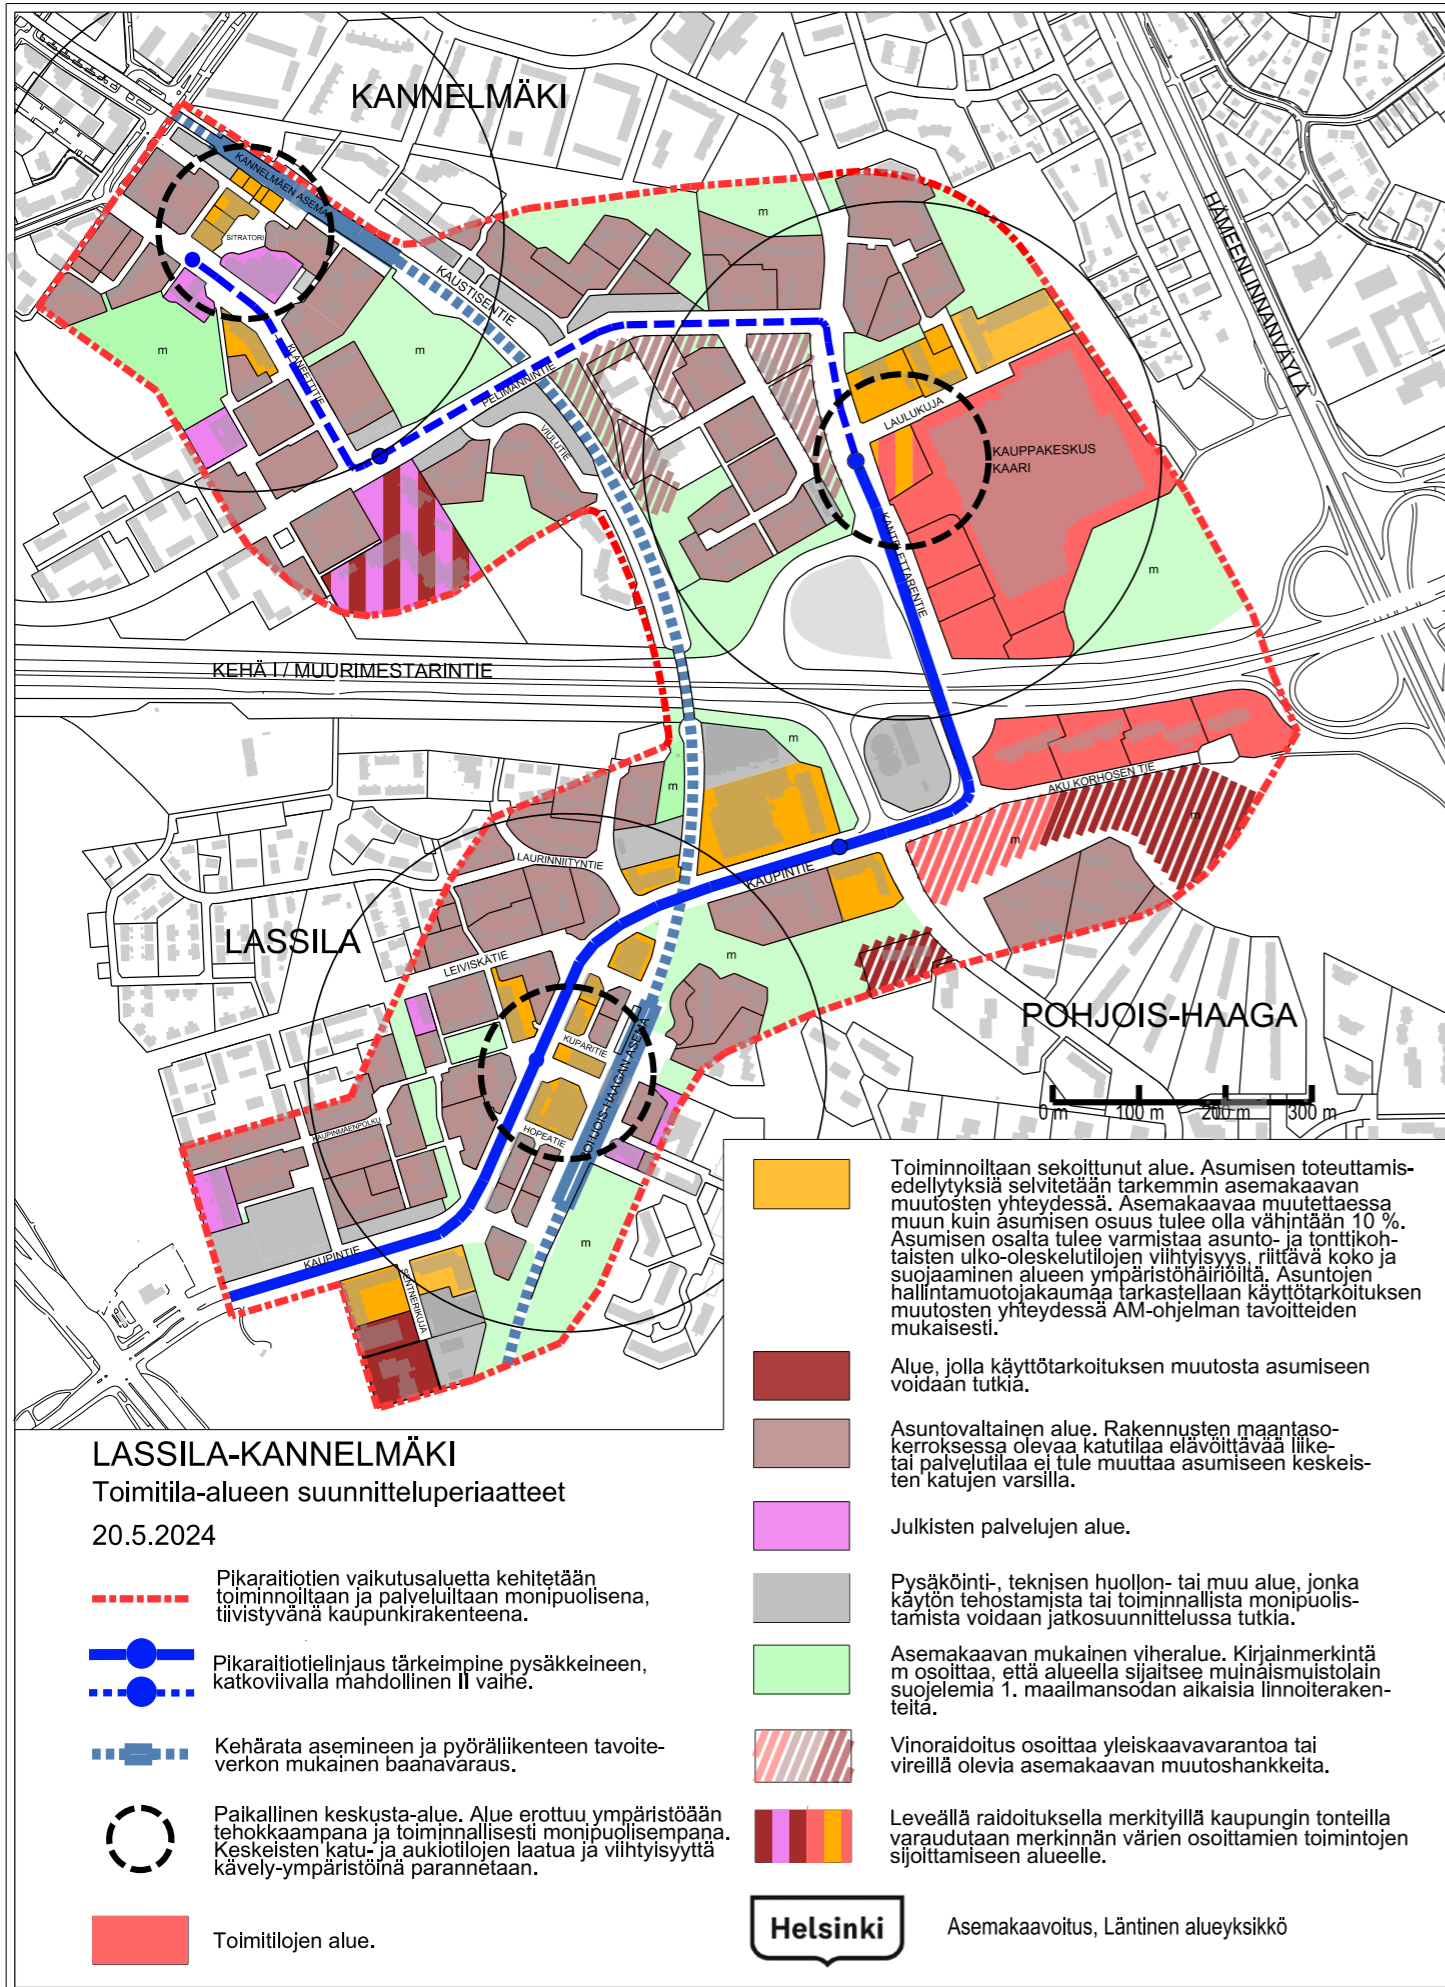 KANNELMÄKI
HÄMEENLINNANVÄYLÄ
KANNELMÄEN ASEMA
SITRATORI
m
m
m
m
KAUSTISENTIE
KLANEETTITIE
PELIMANNINTIE
VIULUTIE
LAULUKUJA
KAUPPAKESKUS
KAARI
KANTELETTARENTIE
m
KEHÄ I / MUURIMESTARINTIE
m
m
AKU KORHOSEN TIE
m
m
LAURINNIITYNTIE
KAUPINTIE
LASSILA
LEIVISKÄTIE
m
POHJOIS-HAAGA
KUPARITIE
POHJOIS-HAAGAN ASEMA
HOPEATIE
KAUPINMÄENPOLKU
0 m 100 m 200 m 300 m
m
KAUPINTIE
SENTNERIKUJA
LASSILA-KANNELMÄKI
Toimitila-alueen suunnitteluperiaatteet
20.5.2024
Pikaraitiotien vaikutusaluetta kehitetään
toiminnoiltaan ja palveluiltaan monipuolisena,
tiivistyvänä kaupunkirakenteena.
Pikaraitiotielinjaus tärkeimpine pysäkkeineen,
katkoviivalla mahdollinen II vaihe.
Kehärata asemineen ja pyöräliikenteen tavoite-
verkon mukainen baanavaraus.
Paikallinen keskusta-alue. Alue erottuu ympäristöään
tehokkaampana ja toiminnallisesti monipuolisempana.
Keskeisten katu- ja aukiotilojen laatua ja viihtyisyyttä
kävely-ympäristöinä parannetaan.
Toimitilojen alue.
Toiminnoiltaan sekoittunut alue. Asumisen toteuttamis-
edellytyksiä selvitetään tarkemmin asemakaavan
muutosten yhteydessä. Asemakaavaa muutettaessa
muun kuin asumisen osuus tulee olla vähintään 10 %.
Asumisen osalta tulee varmistaa asunto- ja tonttikoh-
taisten ulko-oleskelutilojen viihtyisyys, riittävä koko ja
suojaaminen alueen ympäristöhäiriöiltä. Asuntojen
hallintamuotojakaumaa tarkastellaan käyttötarkoituksen
muutosten yhteydessä AM-ohjelman tavoitteiden
mukaisesti.
Alue, jolla käyttötarkoituksen muutosta asumiseen
voidaan tutkia.
Asuntovaltainen alue. Rakennusten maantaso-
kerroksessa olevaa katutilaa elävöittävää liike-
tai palvelutilaa ei tule muuttaa asumiseen keskeis-
ten katujen varsilla.
Julkisten palvelujen alue.
Pysäköinti-, teknisen huollon- tai muu alue, jonka
käytön tehostamista tai toiminnallista monipuolis-
tamista voidaan jatkosuunnittelussa tutkia.
Asemakaavan mukainen viheralue. Kirjainmerkintä
m osoittaa, että alueella sijaitsee muinaismuistolain
suojelemia 1. maailmansodan aikaisia linnoiteraken-
teita.
Vinoraidoitus osoittaa yleiskaavavarantoa tai
vireillä olevia asemakaavan muutoshankkeita.
Leveällä raidoituksella merkityillä kaupungin tonteilla
varaudutaan merkinnän värien osoittamien toimintojen
sijoittamiseen alueelle.
Helsinki
Asemakaavoitus, Läntinen alueyksikkö